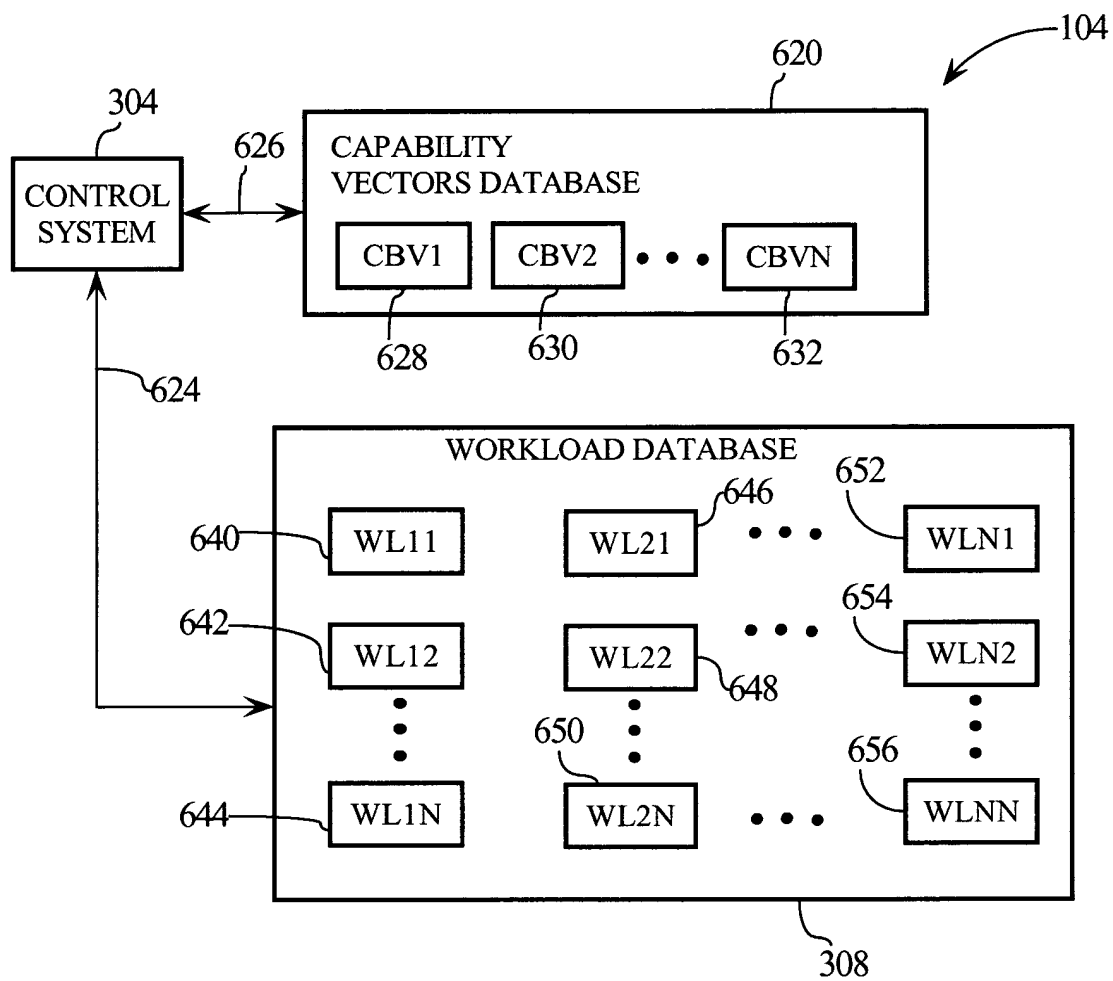 104
620
304
626
CAPABILITY
VECTORS DATABASE
CONTROL
SYSTEM
CBV1
CBV2
CBVN
628
630
632
624
WORKLOAD DATABASE
646
652
640
WL11
WL21
WLN1
642
654
WL12
WL22
WLN2
648
650
656
644
WL1N
WL2N
WLNN
308